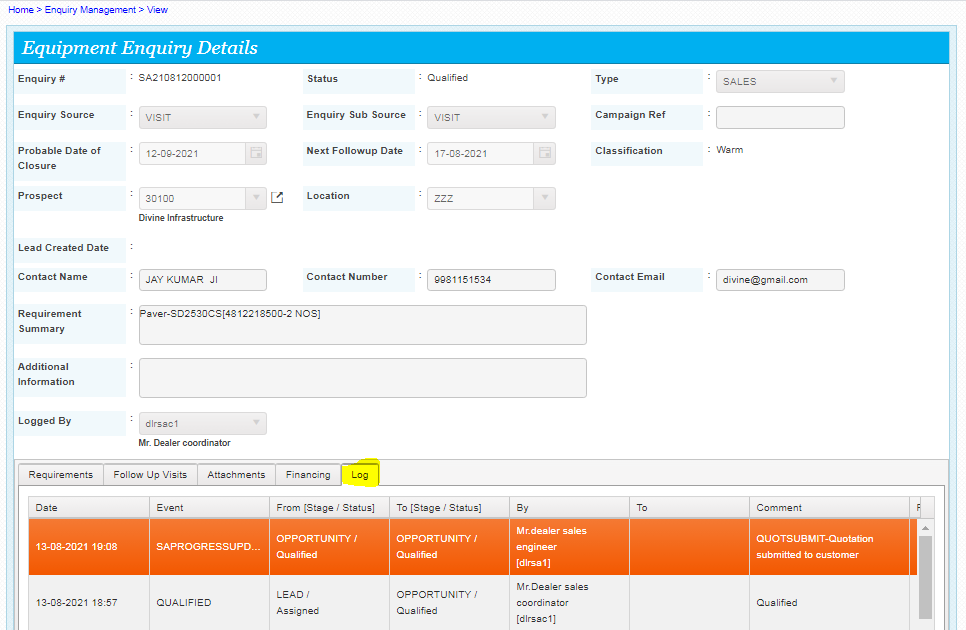 Home > Enquiry Management > View
Equipment Enquiry Details
Enquiry # : SA210812000001 Status : Qualified Type : SALES
Enquiry Source : VISIT Enquiry Sub Source : VISIT Campaign Ref :
Probable Date of Closure : 12-09-2021 Next Followup Date : 17-08-2021 Classification : Warm
Prospect : 30100 Location : ZZZ
Divine Infrastructure
Lead Created Date :
Contact Name : JAY KUMAR JI Contact Number : 9981151534 Contact Email : divine@gmail.com
Requirement Summary : Paver-SD2530CS[4812218500-2 NOS]
Additional Information :
Logged By : dlrsac1
Mr. Dealer coordinator
Requirements Follow Up Visits Attachments Financing Log
Date Event From [Stage / Status] To [Stage / Status] By To Comment
13-08-2021 19:08 SAPROGRESSUPD... OPPORTUNITY / Qualified OPPORTUNITY / Qualified Mr.dealer sales engineer [dlrsa1] QUOTSUBMIT-Quotation submitted to customer
13-08-2021 18:57 QUALIFIED LEAD / Assigned OPPORTUNITY / Qualified Mr.Dealer sales coordinator [dlrsac1] Qualified